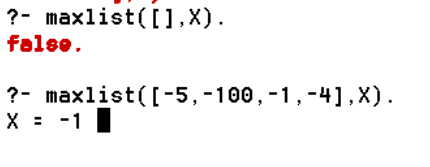 ?- maxlist([],X).
false.
?- maxlist([-5,-100,-1,-4],X).
X = -1